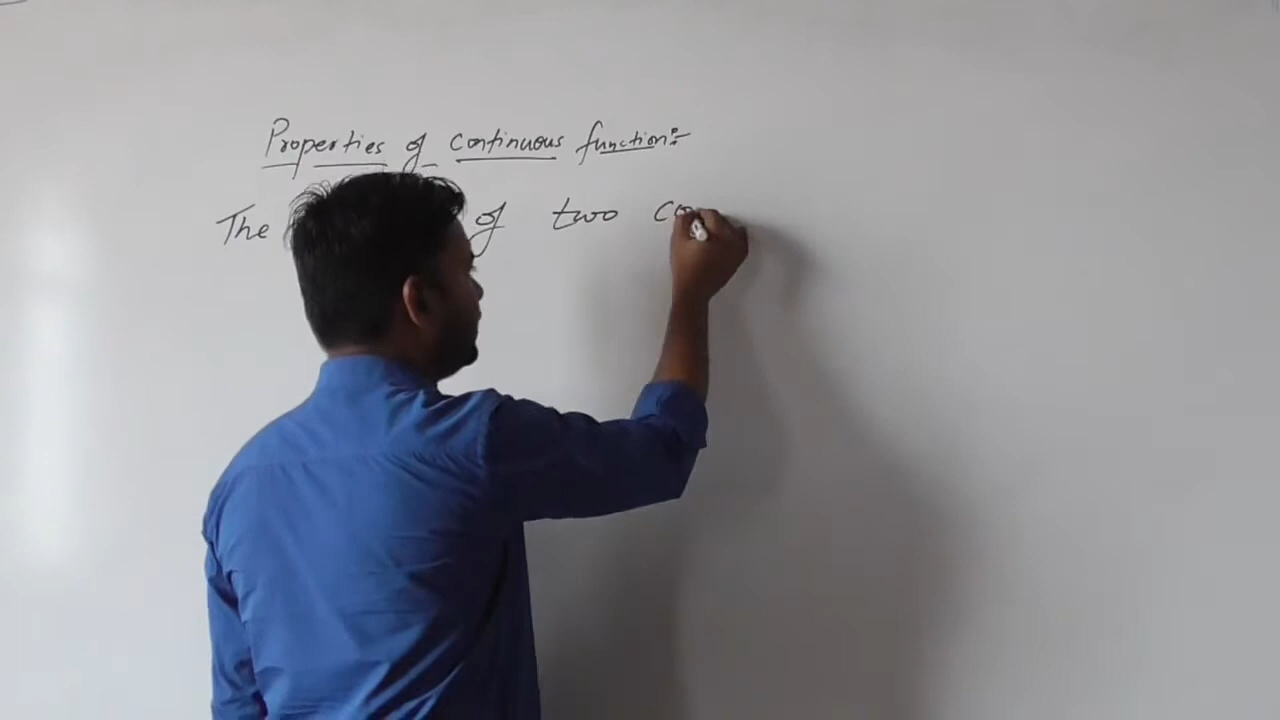 Properties of continuous function:-
The of two co